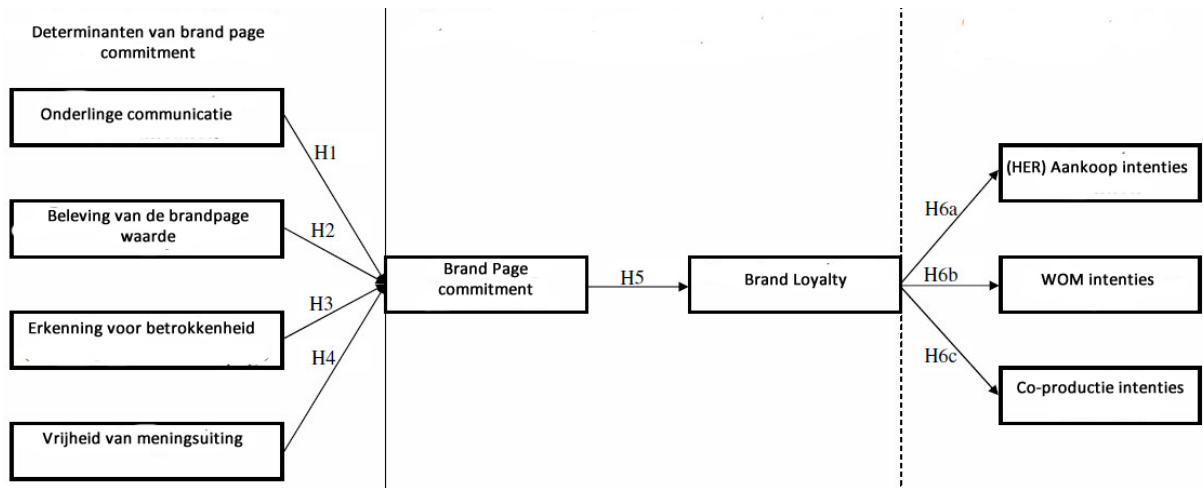 Determinanten van brand page
commitment
Onderlinge communicatie
H1
Beleving van de brandpage
waarde
H2
Erkenning voor betrokkenheid
H3
Vrijheid van meningsuiting
H4
Brand Page
commitment
H5
Brand Loyalty
H6a
(HER) Aankoop intenties
H6b
WOM intenties
H6c
Co-productie intenties